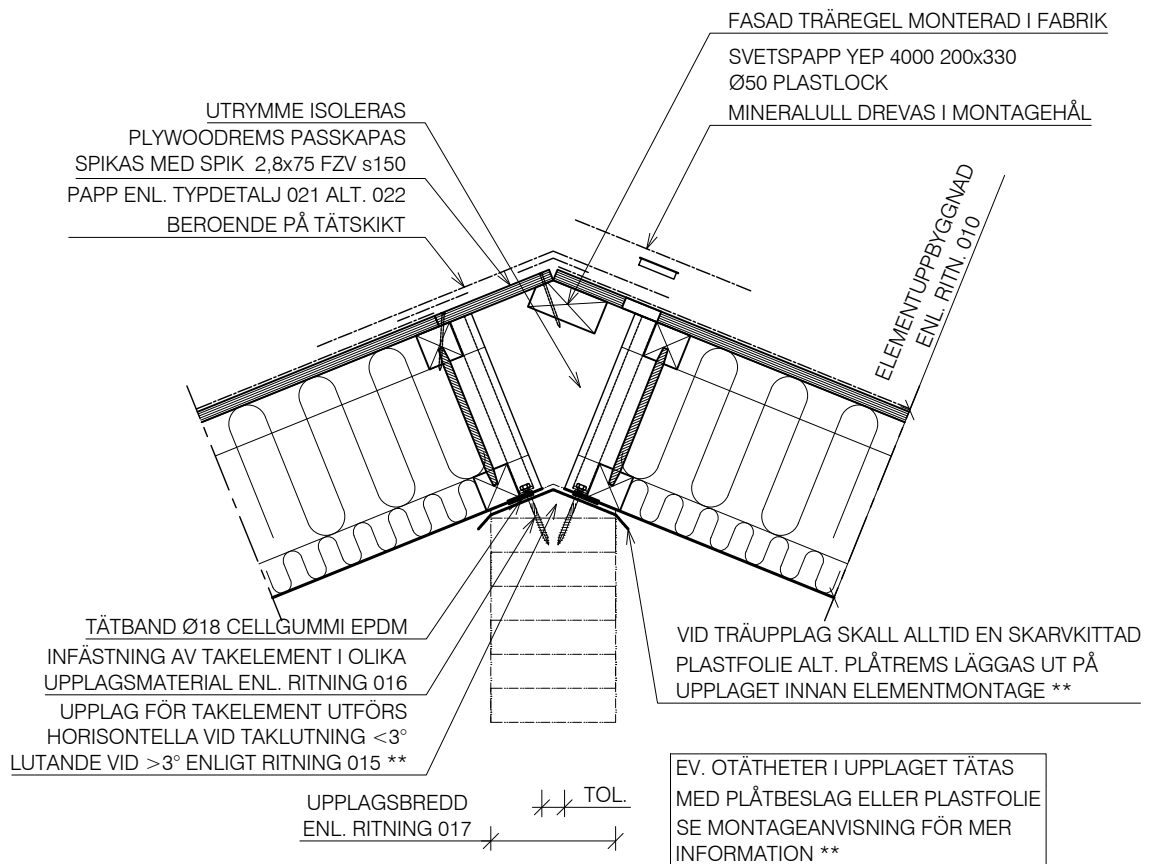 FASAD TRÄREGEL MONTERAD I FABRIK
SVETSPAPP YEP 4000 200x330
Ø50 PLASTLOCK
MINERALULL DREVAS I MONTAGEHÅL
UTRYMME ISOLERAS
PLYWOODREMS PASSKAPAS
SPIKAS MED SPIK 2,8x75 FZV s150
PAPP ENL. TYPDETALJ 021 ALT. 022
BEROENDE PÅ TÄTSKIKT
ELEMENTUPPBYGGNAD
ENL. RITN. 010
TÄTBAND Ø18 CELLGUMMI EPDM
INFÄSTNING AV TAKELEMENT I OLIKA
UPPLAGSMATERIAL ENL. RITNING 016
UPPLAG FÖR TAKELEMENT UTFÖRS
HORISONTELLA VID TAKLUTNING <3°
LUTANDE VID >3° ENLIGT RITNING 015 **
VID TRÄUPPLAG SKALL ALLTID EN SKARVKITTAD
PLASTFOLIE ALT. PLÅTREMS LÄGGAS UT PÅ
UPPLAGET INNAN ELEMENTMONTAGE **
UPPLAGSBREDD
ENL. RITNING 017
TOL.
EV. OTÄTHETER I UPPLAGET TÄTAS
MED PLÅTBESLAG ELLER PLASTFOLIE
SE MONTAGEANVISNING FÖR MER
INFORMATION **